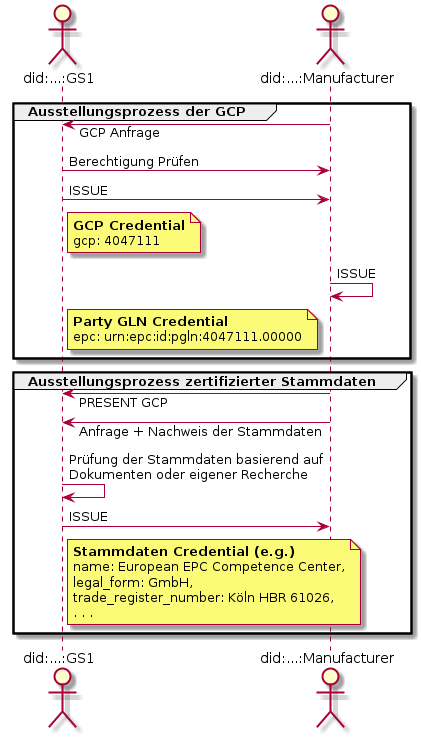 did:...:GS1
did:...:Manufacturer
Ausstellungsprozess der GCP
GCP Anfrage
Berechtigung Prüfen
ISSUE
GCP Credential
gcp: 4047111
ISSUE
Party GLN Credential
epc: urn:epc:id:pgln:4047111.00000
Ausstellungsprozess zertifizierter Stammdaten
PRESENT GCP
Anfrage + Nachweis der Stammdaten
Prüfung der Stammdaten basierend auf
Dokumenten oder eigener Recherche
ISSUE
Stammdaten Credential (e.g.)
name: European EPC Competence Center,
legal_form: GmbH,
trade_register_number: Köln HBR 61026,
. . .
did:...:GS1
did:...:Manufacturer